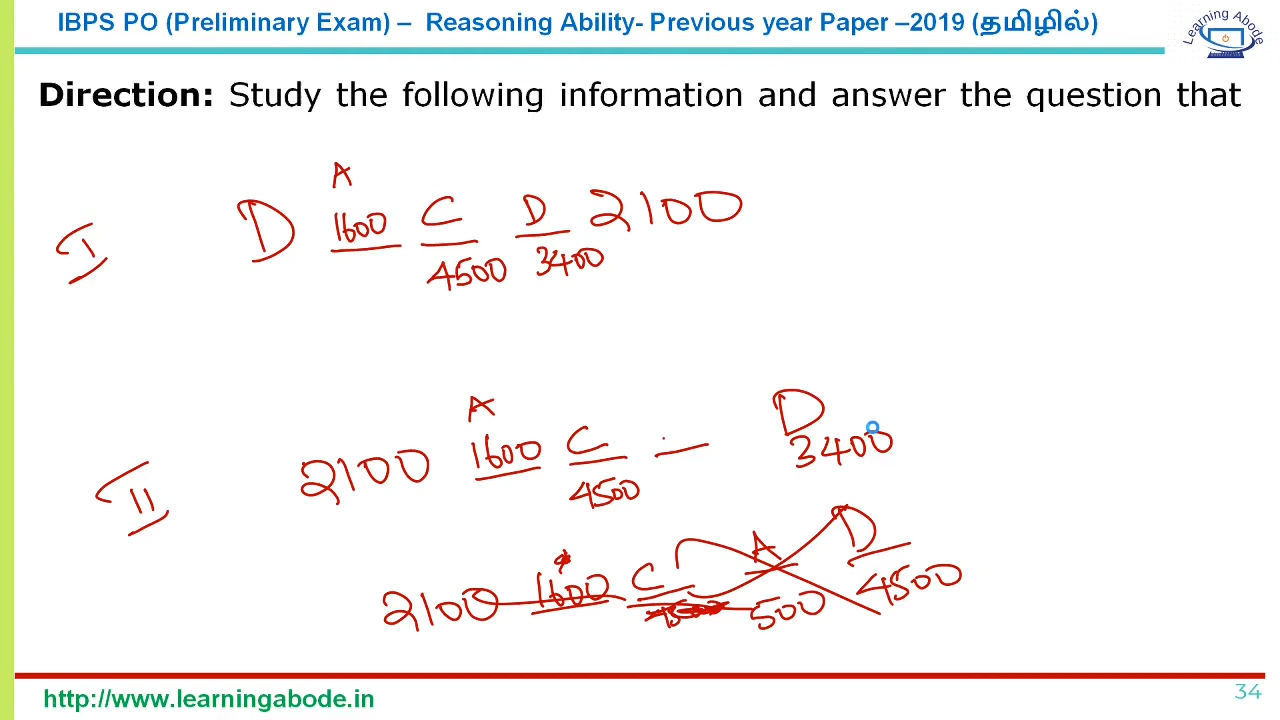 IBPS PO (Preliminary Exam) – Reasoning Ability- Previous year Paper –2019 (தமிழில்)
Learning Abode
Direction: Study the following information and answer the question that
A
I D 1600 C D 2100
4500 3400
A D
II 2100 1600 C 3400
4500
A D
2100 1600 C
500 4500
http://www.learningabode.in
34